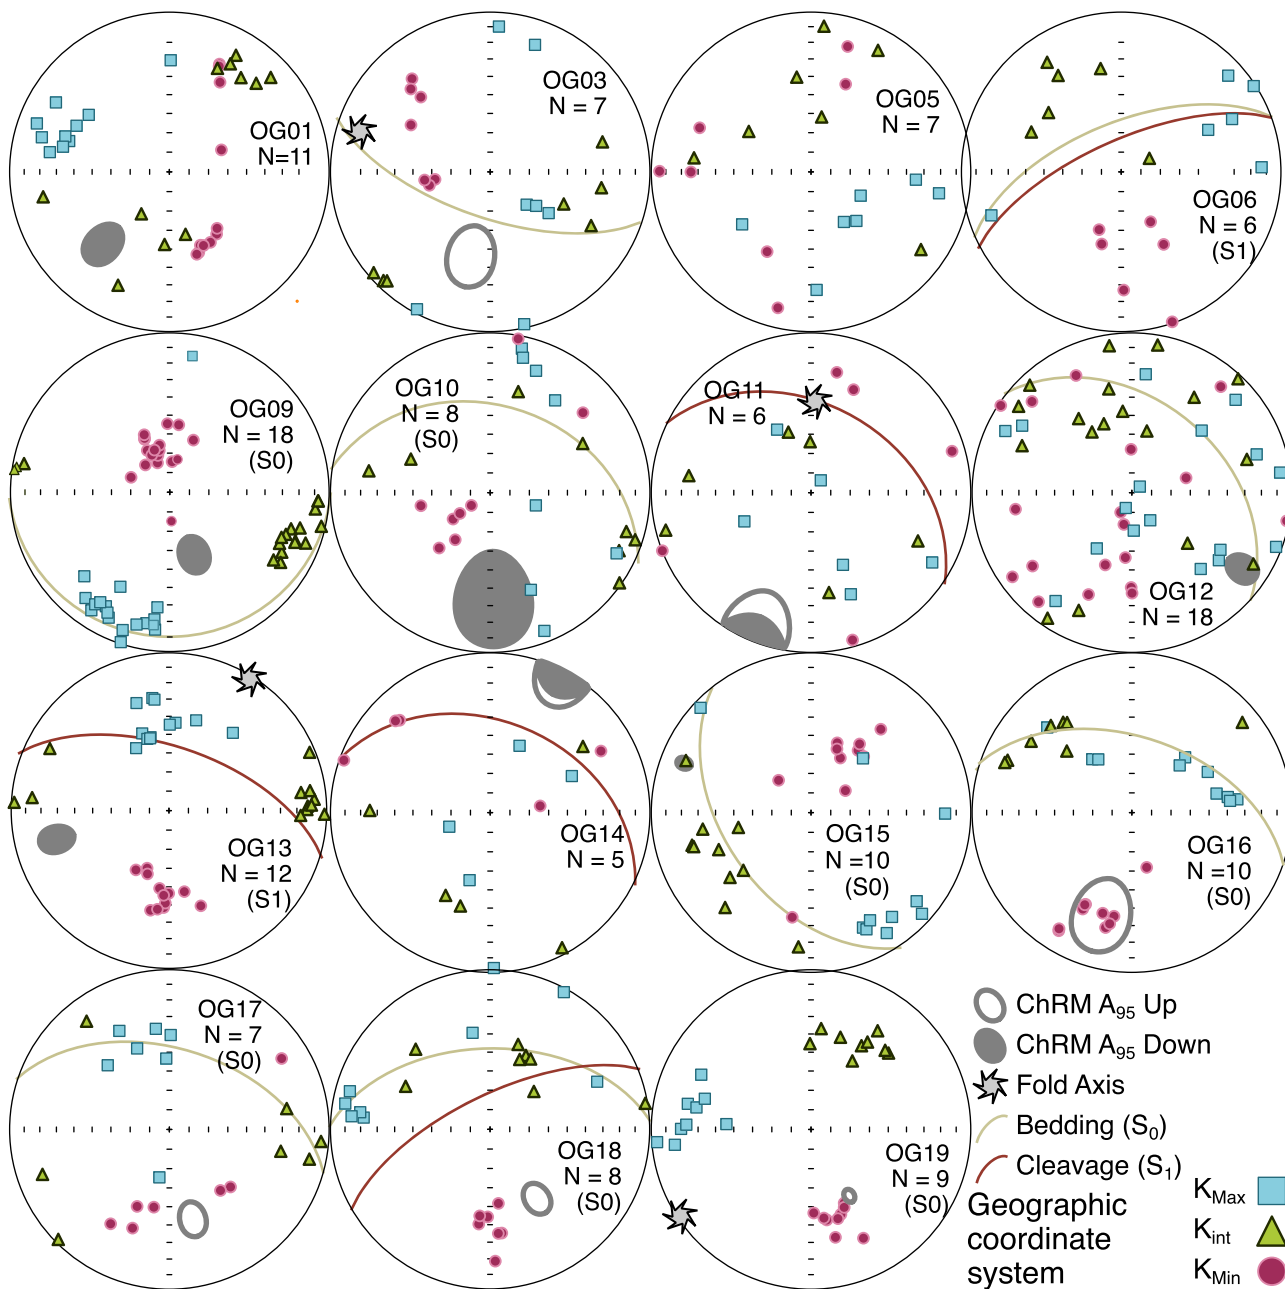 OG01
N=11
OG03
N = 7
OG05
N = 7
OG06
N = 6
(S1)
OG09
N = 18
(S0)
OG10
N = 8
(S0)
OG11
N = 6
OG12
N = 18
OG13
N = 12
(S1)
OG14
N = 5
OG15
N =10
(S0)
OG16
N =10
(S0)
OG17
N = 7
(S0)
OG18
N = 8
(S0)
OG19
N = 9
(S0)
ChRM A95 Up
ChRM A95 Down
Fold Axis
Bedding (S0)
Cleavage (S1)
Geographic
coordinate
system
KMax
Kint
KMin